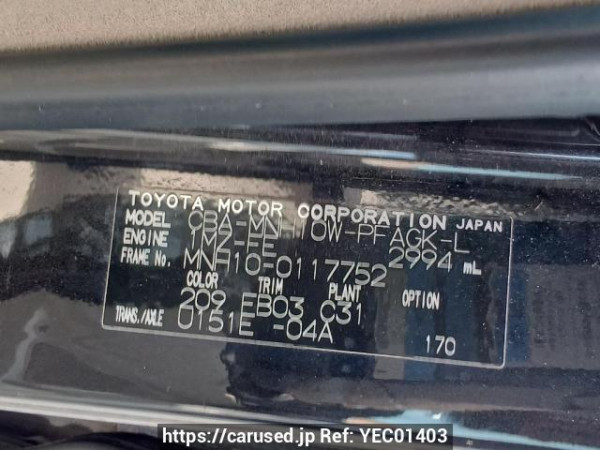 TOYOTA MOTOR CORPORATION JAPAN
MODEL CBA-MNH10W-PFAGK-L
ENGINE 1MZ-FE 2994 mL
FRAME No. MNH10-0117752
COLOR TRIM PLANT OPTION
209 EB03 C31
TRANS./AXLE U151E -04A 170
https://carused.jp Ref: YEC01403